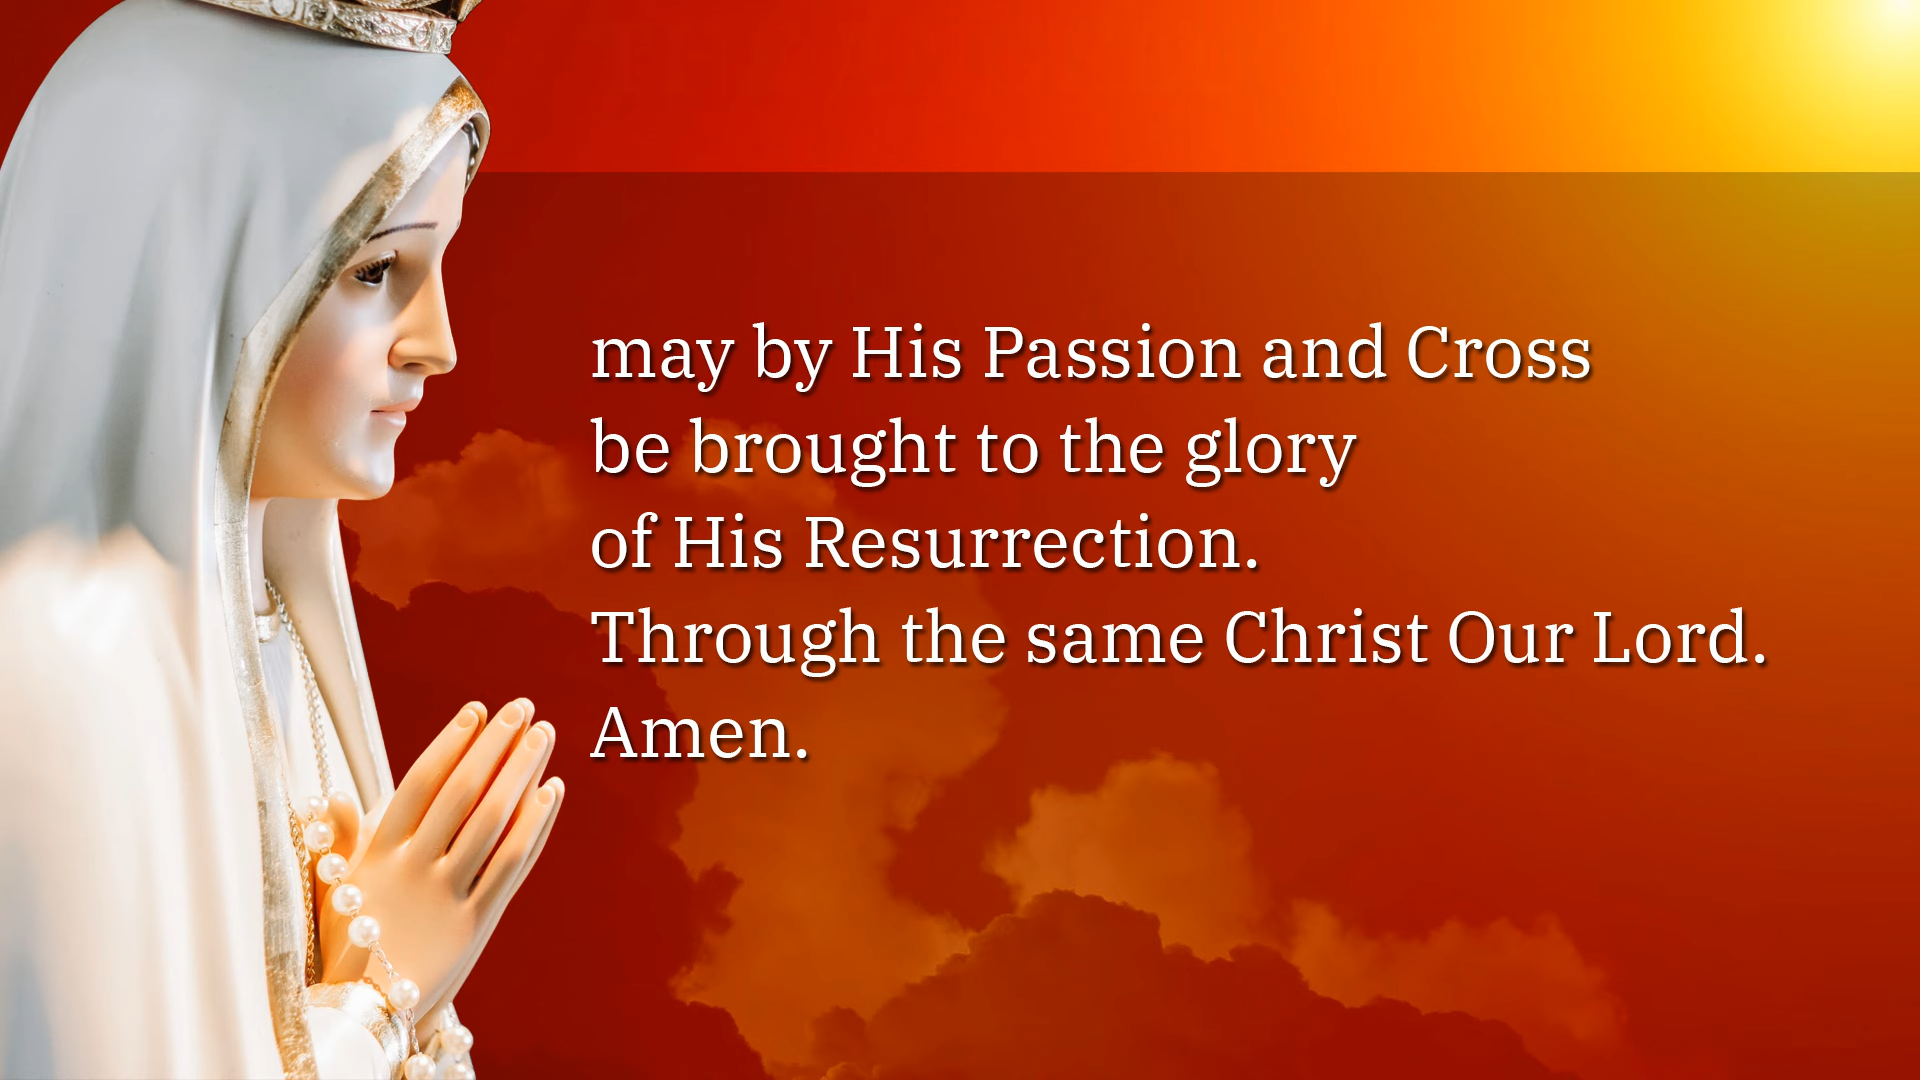 may by His Passion and Cross
be brought to the glory
of His Resurrection.
Through the same Christ Our Lord.
Amen.